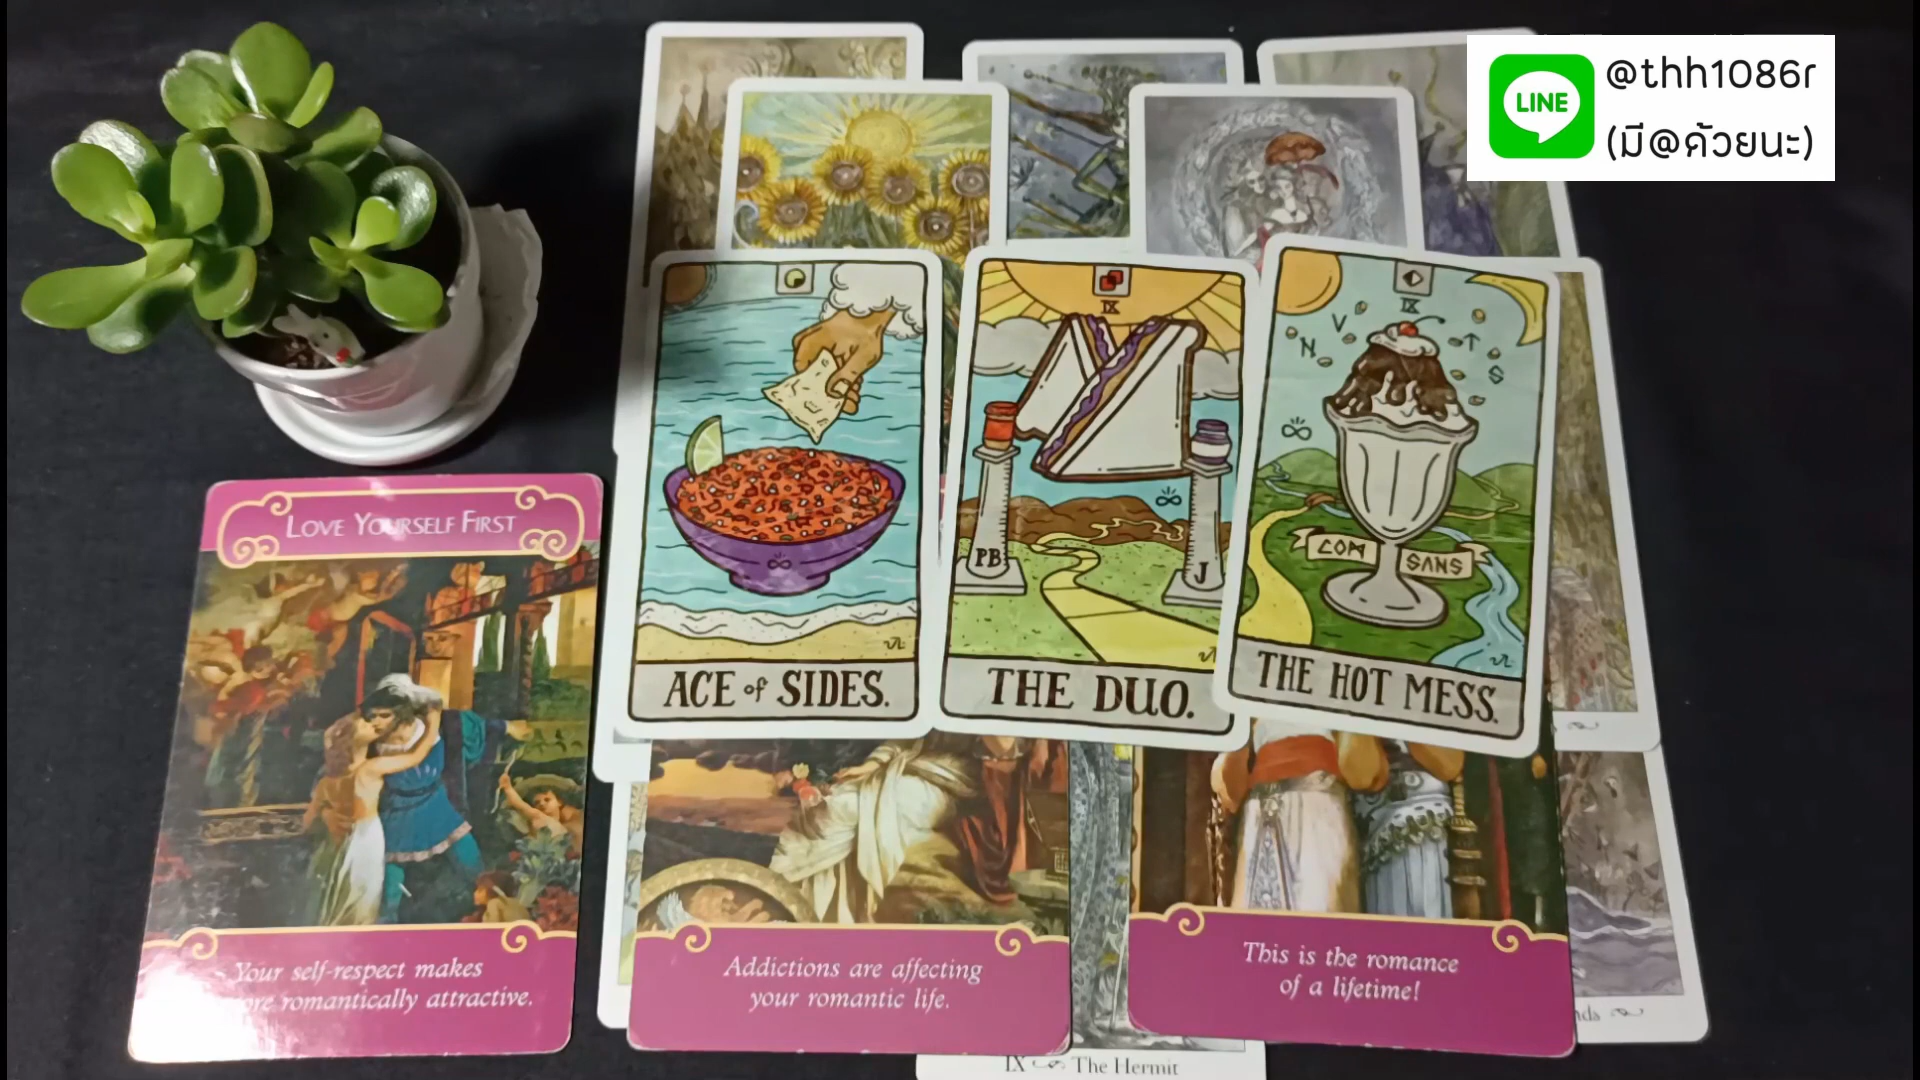 LINE
@thh1086r
(มี@ด้วยนะ)
IX
IX
N V T S
PB
J
CON SANS
ACE of SIDES.
THE DUO.
THE HOT MESS.
LOVE YOURSELF FIRST
Your self-respect makes
romantically attractive.
Addictions are affecting
your romantic life.
This is the romance
of a lifetime!
IX The Hermit